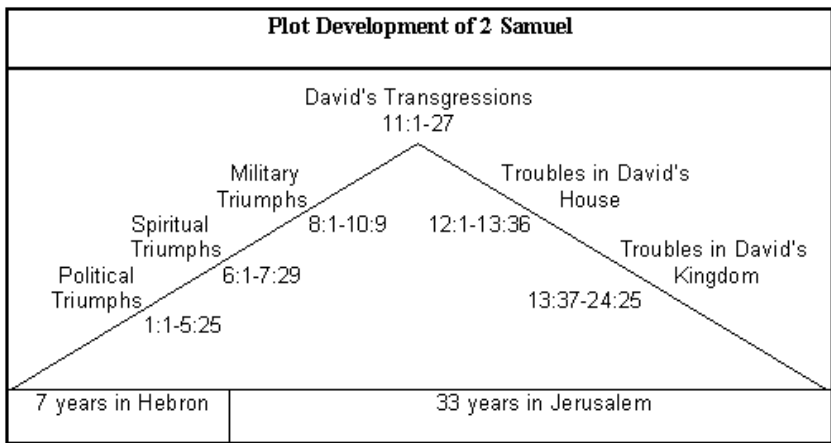 Plot Development of 2 Samuel
David's Transgressions
11:1-27
Military
Triumphs
8:1-10:9
Spiritual
Triumphs
6:1-7:29
Political
Triumphs
1:1-5:25
Troubles in David's
House
12:1-13:36
Troubles in David's
Kingdom
13:37-24:25
7 years in Hebron
33 years in Jerusalem